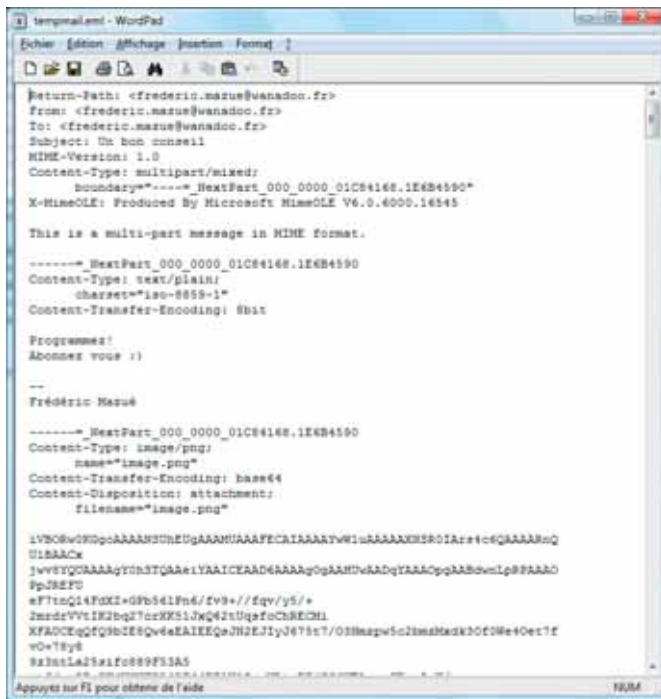 tempmail.eml - WordPad
Fichier Edition Affichage Insertion Format ?
Return-Path: <frederic.mazue@wanadoo.fr>
From: <frederic.mazue@wanadoo.fr>
To: <frederic.mazue@wanadoo.fr>
Subject: Un bon conseil
MIME-Version: 1.0
Content-Type: multipart/mixed;
boundary="----=_NextPart_000_0000_01C84168.1E6B4590"
X-MimeOLE: Produced By Microsoft MimeOLE V6.0.6000.16545
This is a multi-part message in MIME format.
------=_NextPart_000_0000_01C84168.1E6B4590
Content-Type: text/plain;
charset="iso-8859-1"
Content-Transfer-Encoding: 8bit
Programmez!
Abonnez vous :)
--
Frédéric Mazué
------=_NextPart_000_0000_01C84168.1E6B4590
Content-Type: image/png;
name="image.png"
Content-Transfer-Encoding: base64
Content-Disposition: attachment;
filename="image.png"
UiBAACx
PpJREFU
vO+78y8
Appuyez sur F1 pour obtenir de l'aide
NUM